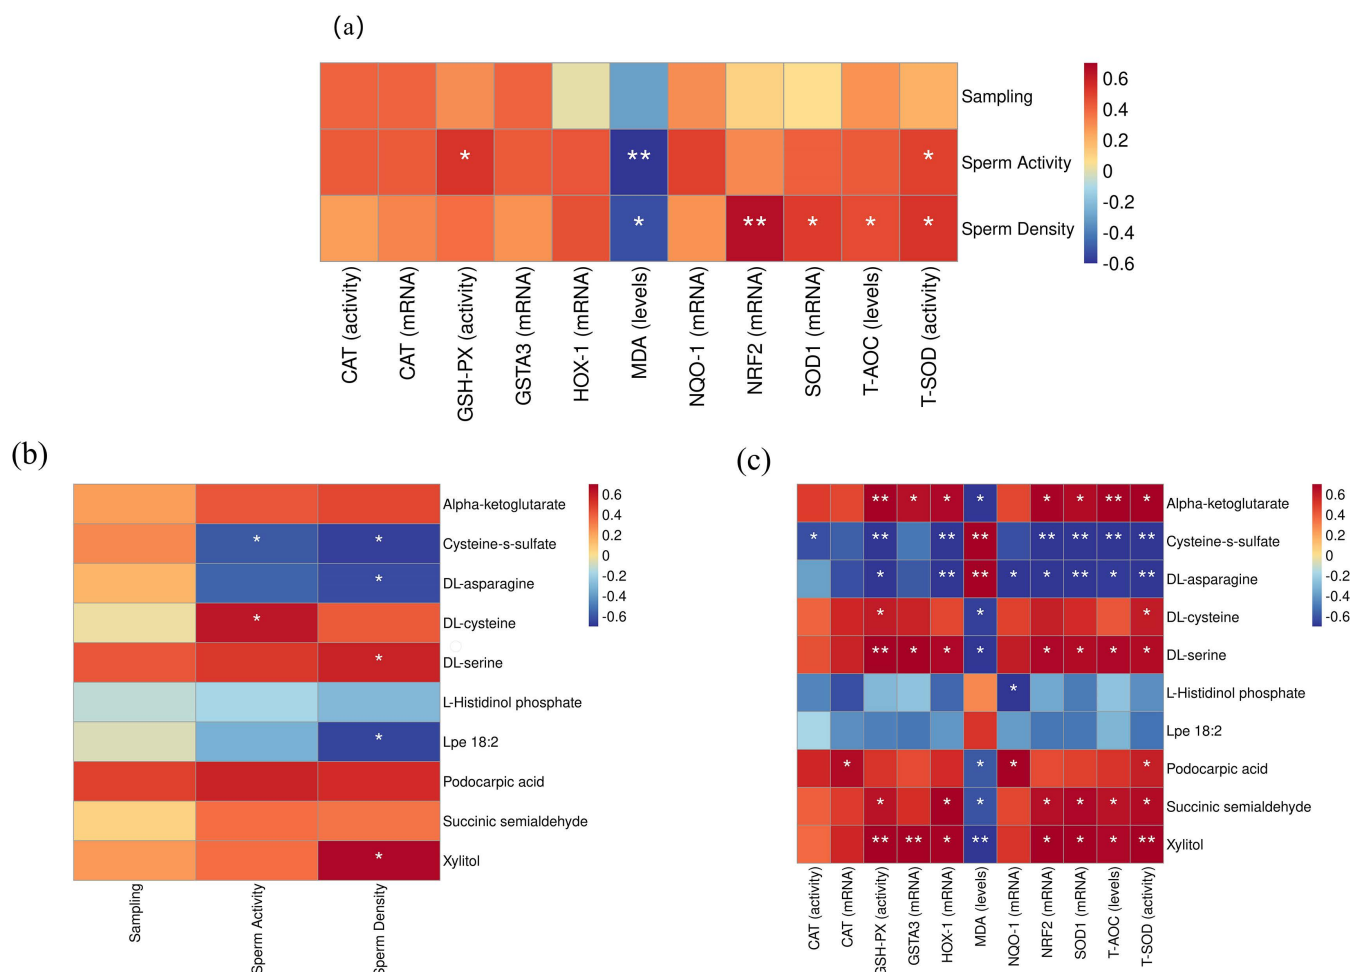 (a)
0.6
Sampling
0.4
0.2
* ** * Sperm Activity
0
-0.2
* ** * * * Sperm Density
-0.4
-0.6
CAT (activity)
CAT (mRNA)
GSH-PX (activity)
GSTA3 (mRNA)
HOX-1 (mRNA)
MDA (levels)
NQO-1 (mRNA)
NRF2 (mRNA)
SOD1 (mRNA)
T-AOC (levels)
T-SOD (activity)
(b)
Alpha-ketoglutarate
* * Cysteine-s-sulfate
* DL-asparagine
* DL-cysteine
* DL-serine
L-Histidinol phosphate
* Lpe 18:2
Podocarpic acid
Succinic semialdehyde
* Xylitol
0.6
0.4
0.2
0
-0.2
-0.4
-0.6
Sampling
Sperm Activity
Sperm Density
(c)
** * * * * * ** * Alpha-ketoglutarate
* ** ** ** ** ** ** ** Cysteine-s-sulfate
* ** ** * * ** * ** DL-asparagine
* * * DL-cysteine
** * * * * * * * DL-serine
* L-Histidinol phosphate
Lpe 18:2
* * * * Podocarpic acid
* * * * * * * Succinic semialdehyde
** ** * ** * * * ** Xylitol
0.6
0.4
0.2
0
-0.2
-0.4
-0.6
CAT (activity)
CAT (mRNA)
GSH-PX (activity)
GSTA3 (mRNA)
HOX-1 (mRNA)
MDA (levels)
NQO-1 (mRNA)
NRF2 (mRNA)
SOD1 (mRNA)
T-AOC (levels)
T-SOD (activity)